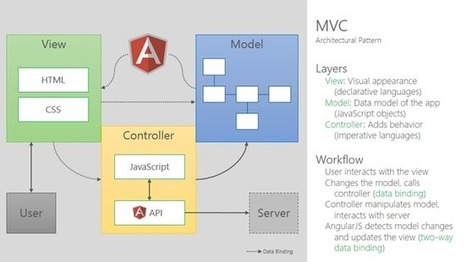 View
Model
HTML
CSS
Controller
JavaScript
API
User
Server
Data Binding
MVC
Architectural Pattern
Layers
View: Visual appearance
(declarative languages)
Model: Data model of the app
(JavaScript objects)
Controller: Adds behavior
(imperative languages)
Workflow
User interacts with the view
Changes the model, calls
controller (data binding)
Controller manipulates model,
interacts with server
AngularJS detects model changes
and updates the view (two-way
data binding)